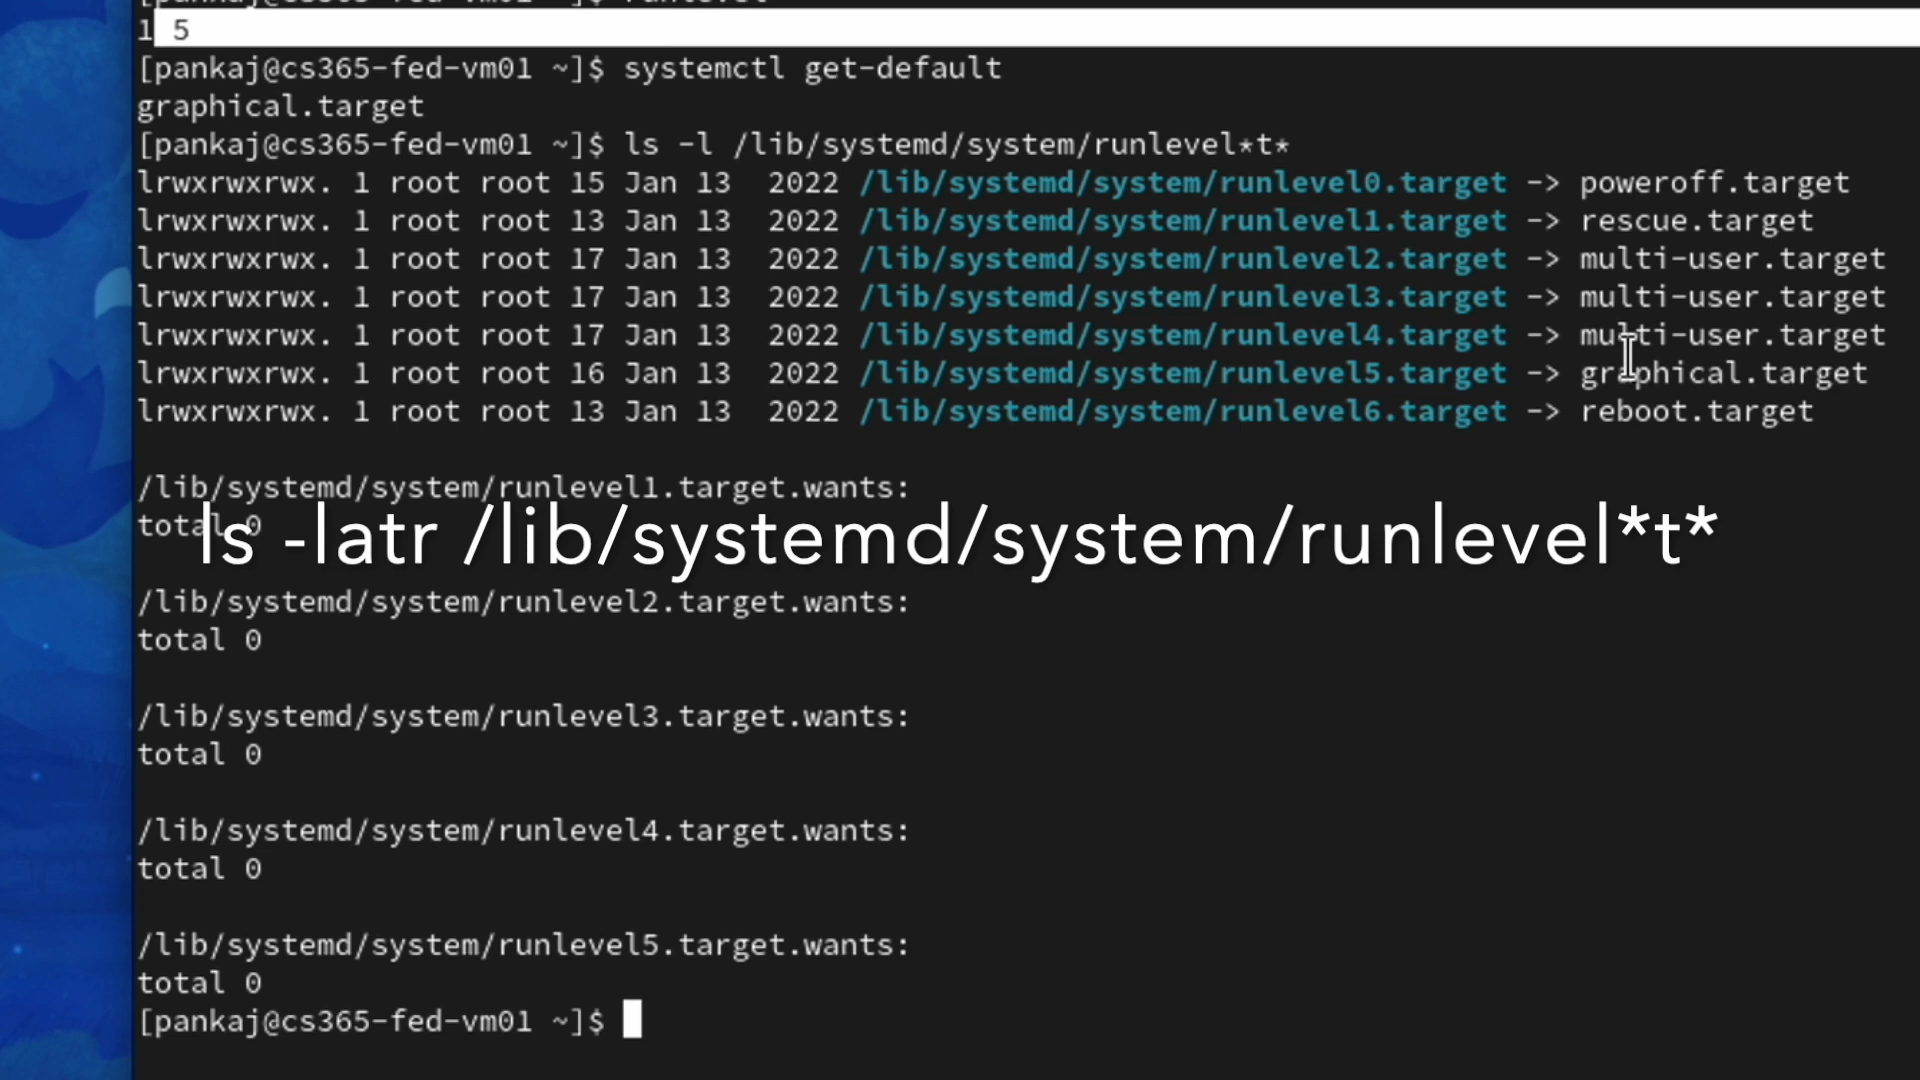 1 5
[pankaj@cs365-fed-vm01 ~]$ systemctl get-default
graphical.target
[pankaj@cs365-fed-vm01 ~]$ ls -l /lib/systemd/system/runlevel*t*
lrwxrwxrwx. 1 root root 15 Jan 13  2022 /lib/systemd/system/runlevel0.target -> poweroff.target
lrwxrwxrwx. 1 root root 13 Jan 13  2022 /lib/systemd/system/runlevel1.target -> rescue.target
lrwxrwxrwx. 1 root root 17 Jan 13  2022 /lib/systemd/system/runlevel2.target -> multi-user.target
lrwxrwxrwx. 1 root root 17 Jan 13  2022 /lib/systemd/system/runlevel3.target -> multi-user.target
lrwxrwxrwx. 1 root root 17 Jan 13  2022 /lib/systemd/system/runlevel4.target -> multi-user.target
lrwxrwxrwx. 1 root root 16 Jan 13  2022 /lib/systemd/system/runlevel5.target -> graphical.target
lrwxrwxrwx. 1 root root 13 Jan 13  2022 /lib/systemd/system/runlevel6.target -> reboot.target
/lib/systemd/system/runlevel1.target.wants:
total 0
ls -latr /lib/systemd/system/runlevel*t*
/lib/systemd/system/runlevel2.target.wants:
total 0
/lib/systemd/system/runlevel3.target.wants:
total 0
/lib/systemd/system/runlevel4.target.wants:
total 0
/lib/systemd/system/runlevel5.target.wants:
total 0
[pankaj@cs365-fed-vm01 ~]$